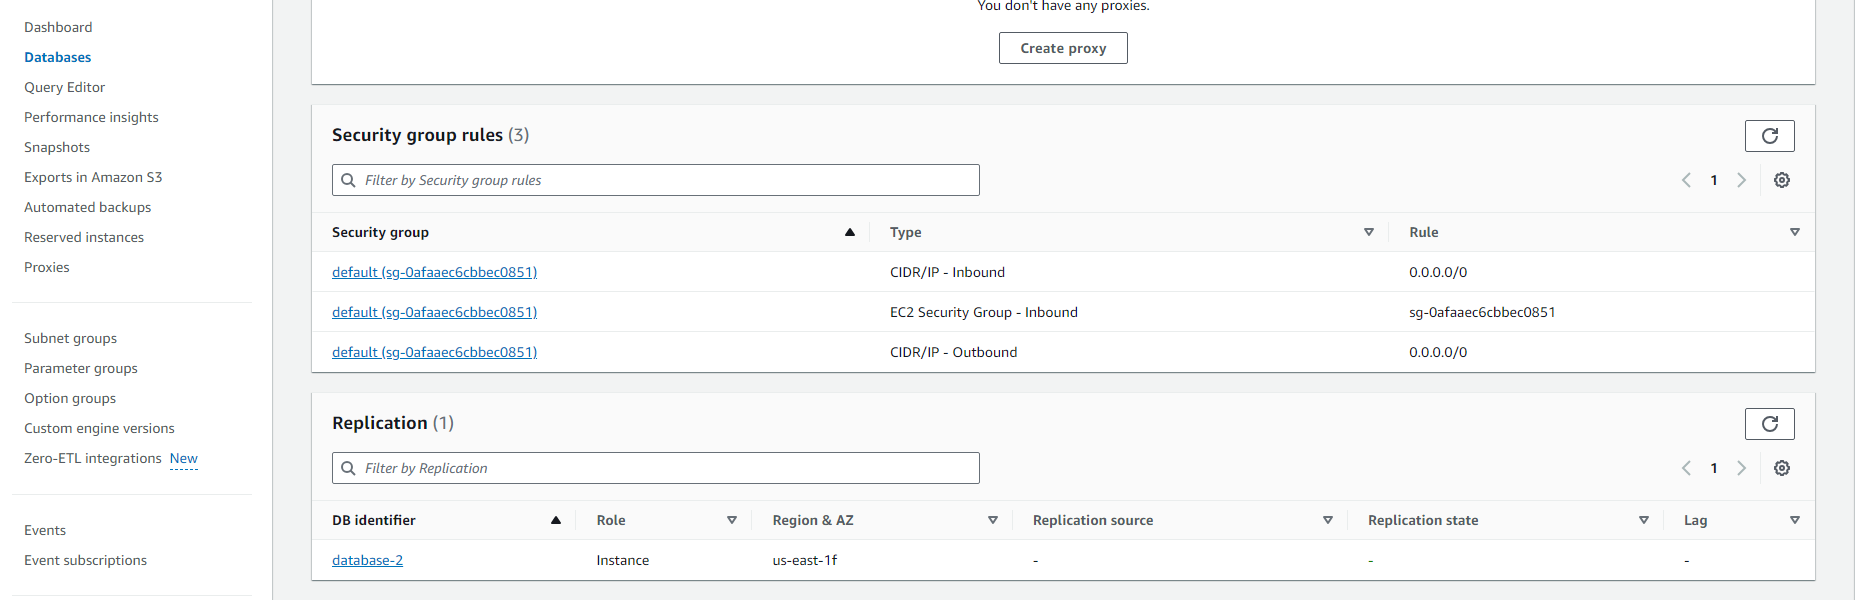 Dashboard
Databases
Query Editor
Performance insights
Snapshots
Exports in Amazon S3
Automated backups
Reserved instances
Proxies
Subnet groups
Parameter groups
Option groups
Custom engine versions
Zero-ETL integrations New
Events
Event subscriptions
You don't have any proxies.
Create proxy
Security group rules (3)
Filter by Security group rules
1
Security group Type Rule
default (sg-0afaaec6cbbec0851) CIDR/IP - Inbound 0.0.0.0/0
default (sg-0afaaec6cbbec0851) EC2 Security Group - Inbound sg-0afaaec6cbbec0851
default (sg-0afaaec6cbbec0851) CIDR/IP - Outbound 0.0.0.0/0
Replication (1)
Filter by Replication
1
DB identifier Role Region & AZ Replication source Replication state Lag
database-2 Instance us-east-1f - - -